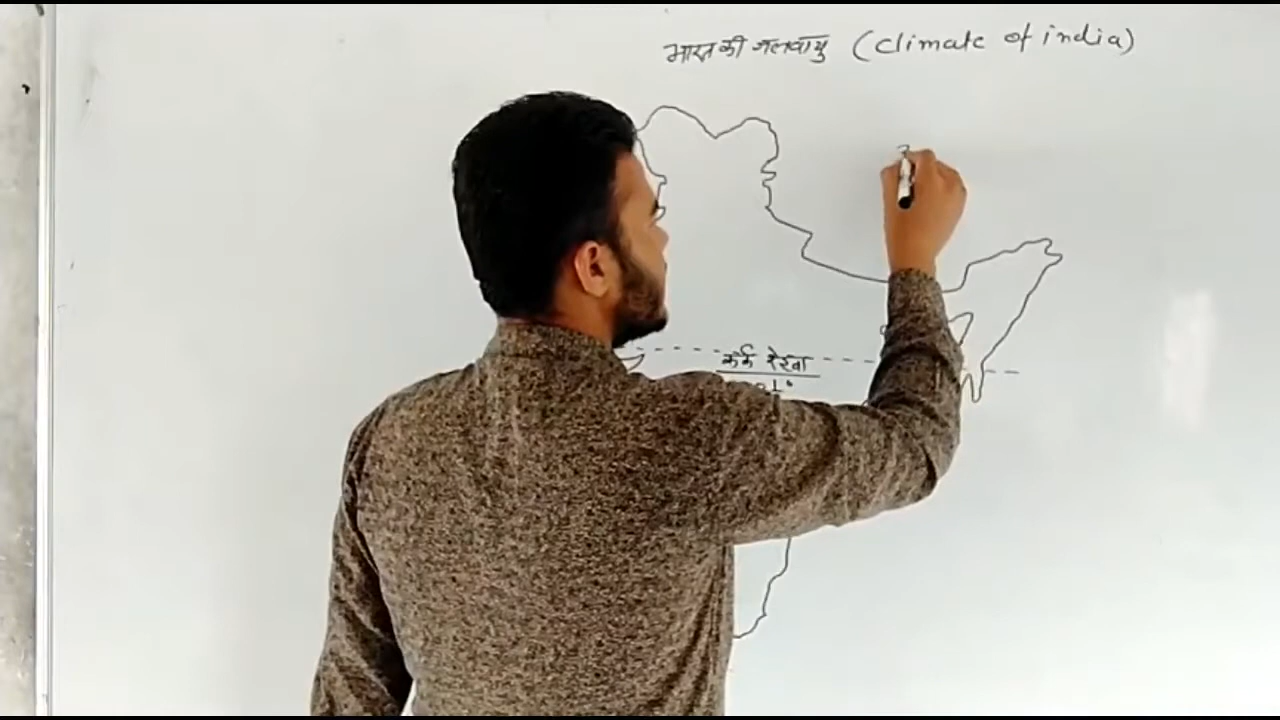 भारत की जलवायु (climate of india)
कर्क रेखा